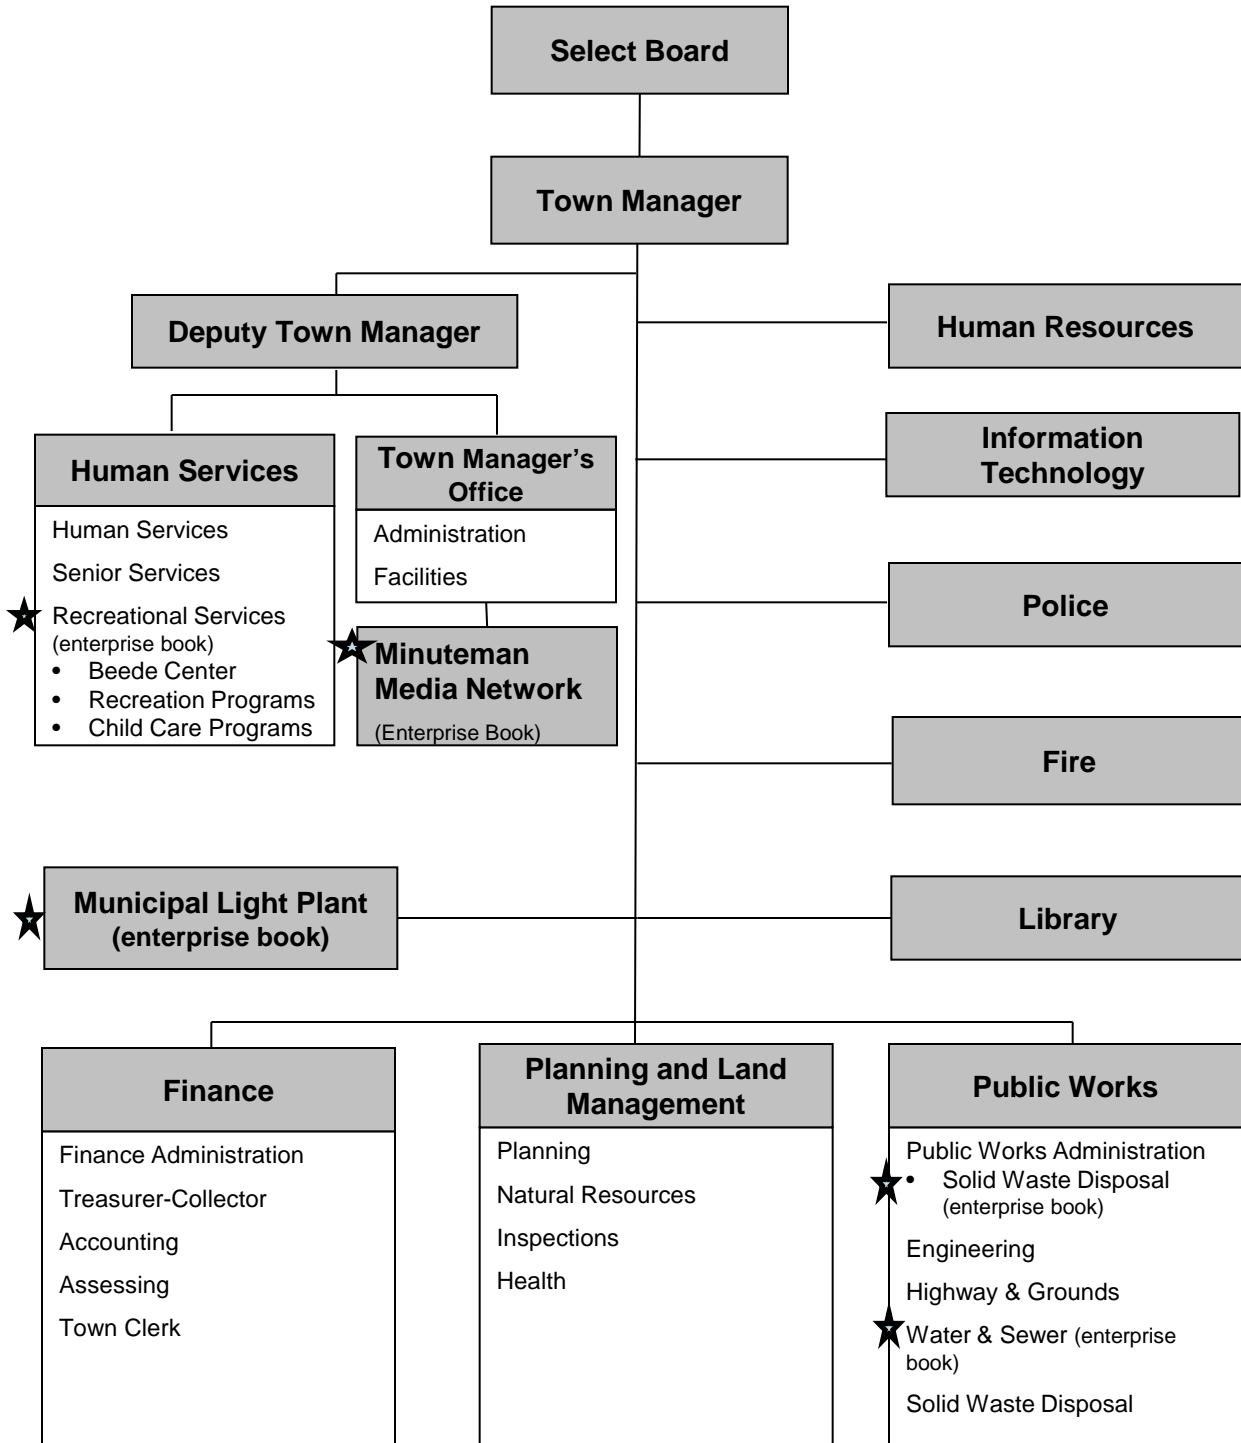 Select Board
Town Manager
Deputy Town Manager
Human Resources
Information
Technology
Human Services
Human Services
Senior Services
Recreational Services
(enterprise book)
• Beede Center
• Recreation Programs
• Child Care Programs
Town Manager’s
Office
Administration
Facilities
Minuteman
Media Network
(Enterprise Book)
Police
Fire
Municipal Light Plant
(enterprise book)
Library
Finance
Finance Administration
Treasurer-Collector
Accounting
Assessing
Town Clerk
Planning and Land
Management
Planning
Natural Resources
Inspections
Health
Public Works
Public Works Administration
• Solid Waste Disposal
(enterprise book)
Engineering
Highway & Grounds
Water & Sewer (enterprise
book)
Solid Waste Disposal